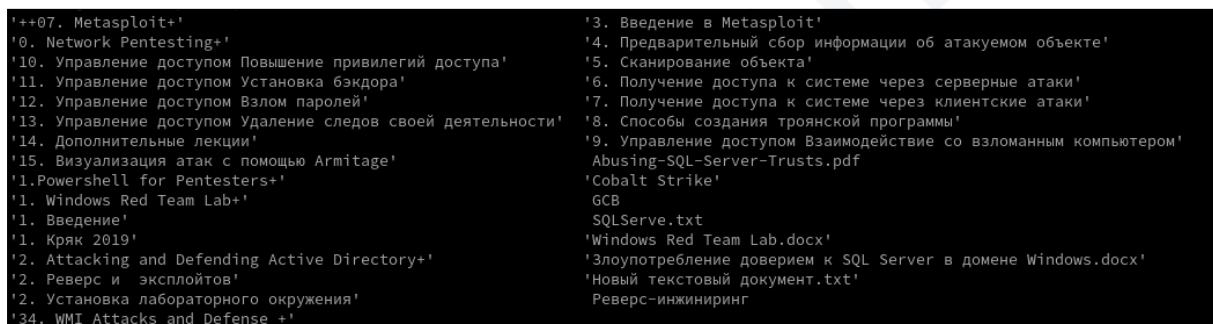 '++07. Metasploit+'
'0. Network Pentesting+'
'10. Управление доступом Повышение привилегий доступа'
'11. Управление доступом Установка бэкдора'
'12. Управление доступом Взлом паролей'
'13. Управление доступом Удаление следов своей деятельности'
'14. Дополнительные лекции'
'15. Визуализация атак с помощью Armitage'
'1.Powershell for Pentesters+'
'1. Windows Red Team Lab+'
'1. Введение'
'1. Кряк 2019'
'2. Attacking and Defending Active Directory+'
'2. Реверс и  эксплойтов'
'2. Установка лабораторного окружения'
'34. WMI Attacks and Defense +'
'3. Введение в Metasploit'
'4. Предварительный сбор информации об атакуемом объекте'
'5. Сканирование объекта'
'6. Получение доступа к системе через серверные атаки'
'7. Получение доступа к системе через клиентские атаки'
'8. Способы создания троянской программы'
'9. Управление доступом Взаимодействие со взломанным компьютером'
Abusing-SQL-Server-Trusts.pdf
'Cobalt Strike'
GCB
SQLServe.txt
'Windows Red Team Lab.docx'
'Злоупотребление доверием к SQL Server в домене Windows.docx'
'Новый текстовый документ.txt'
Реверс-инжиниринг